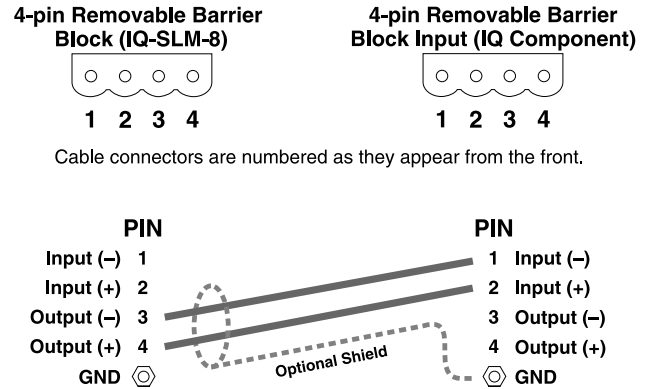 4-pin Removable Barrier
Block (IQ-SLM-8)
1 2 3 4
4-pin Removable Barrier
Block Input (IQ Component)
1 2 3 4
Cable connectors are numbered as they appear from the front.
PIN
Input (–) 1
Input (+) 2
Output (–) 3
Output (+) 4
GND
Optional Shield
PIN
1 Input (–)
2 Input (+)
3 Output (–)
4 Output (+)
GND